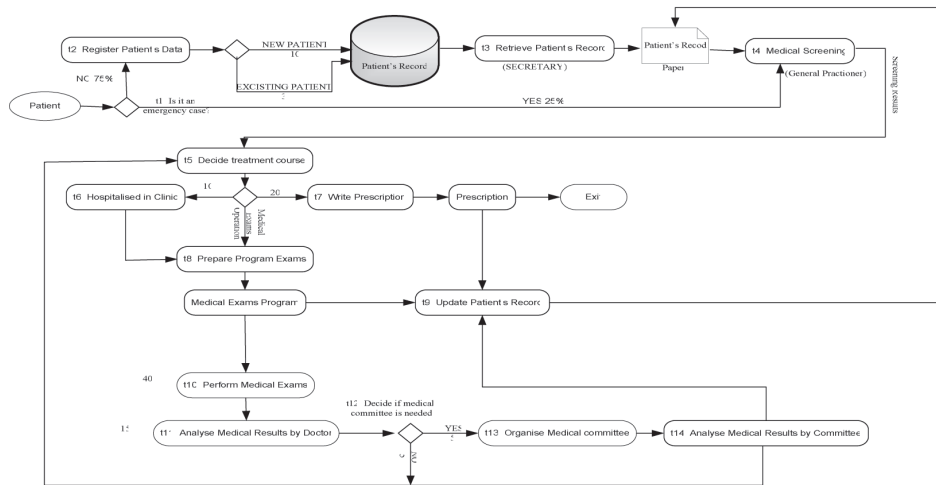 t2 Register Patient's Data
NEW PATIENT
Patient's Record
t3 Retrieve Patient's Record
(SECRETARY)
Patient's Recod
Paper
t4 Medical Screening
(General Practioner)
Screening Results
NO 75%
EXCISTING PATIENT
Patient
t1 Is it an
emergency case?
YES 25%
t5 Decide treatment course
t6 Hospitalised in Clinic
20
t7 Write Prescription
Prescription
Exit
Medical
exams
operation
t8 Prepare Program Exams
Medical Exams Program
t9 Update Patient's Record
40
t10 Perform Medical Exams
t12 Decide if medical
committee is needed
t11 Analyse Medical Results by Doctor
YES
t13 Organise Medical committee
t14 Analyse Medical Results by Committee
NO